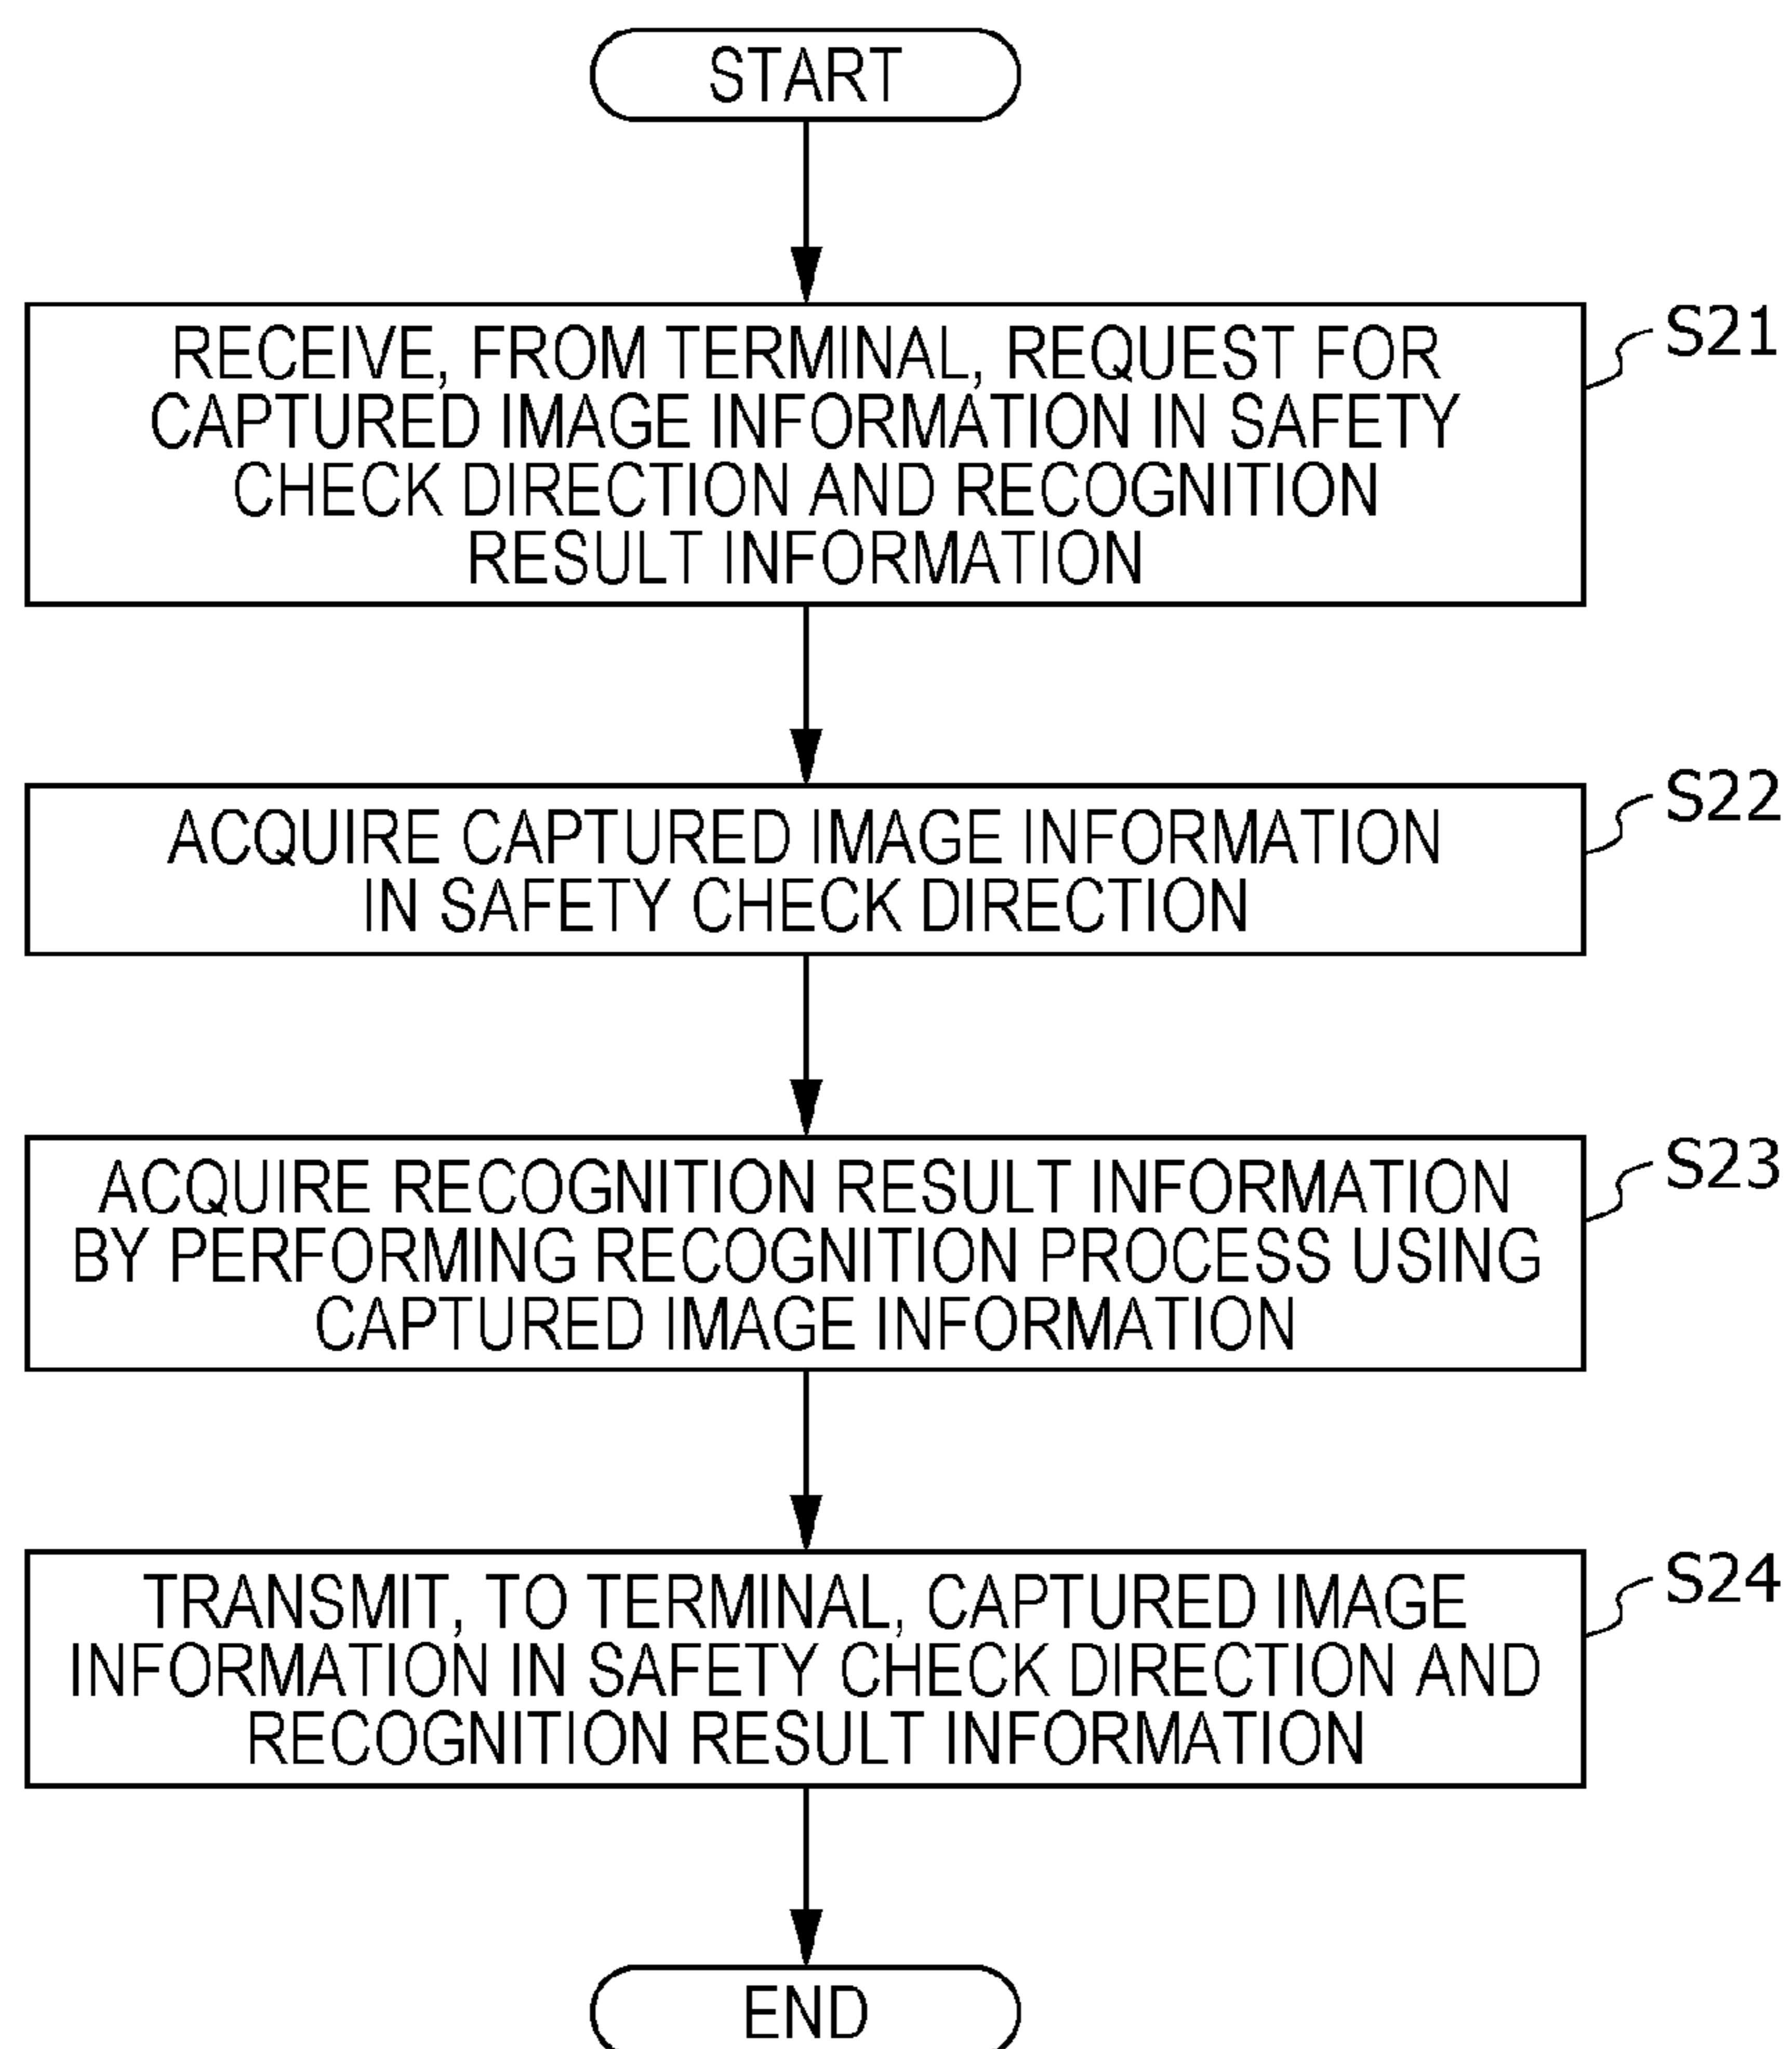 START
RECEIVE, FROM TERMINAL, REQUEST FOR
CAPTURED IMAGE INFORMATION IN SAFETY
CHECK DIRECTION AND RECOGNITION
RESULT INFORMATION
S21
ACQUIRE CAPTURED IMAGE INFORMATION
IN SAFETY CHECK DIRECTION
S22
ACQUIRE RECOGNITION RESULT INFORMATION
BY PERFORMING RECOGNITION PROCESS USING
CAPTURED IMAGE INFORMATION
S23
TRANSMIT, TO TERMINAL, CAPTURED IMAGE
INFORMATION IN SAFETY CHECK DIRECTION AND
RECOGNITION RESULT INFORMATION
S24
END